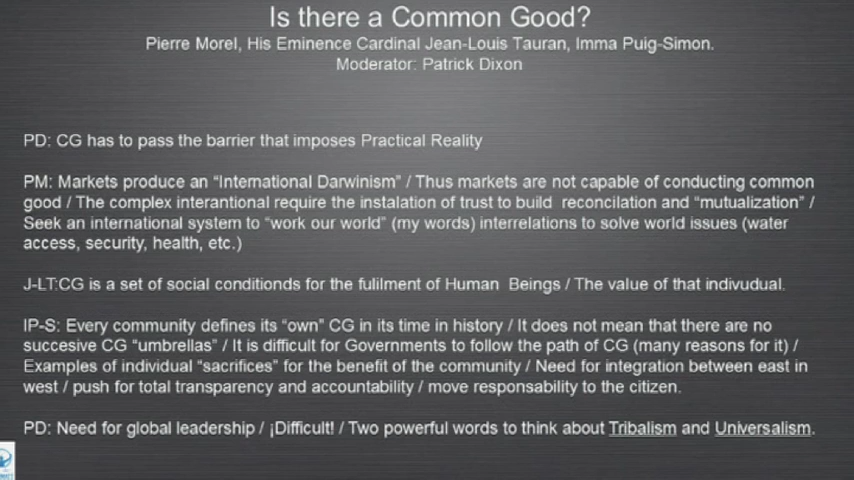 Is there a Common Good?
Pierre Morel, His Eminence Cardinal Jean-Louis Tauran, Imma Puig-Simon.
Moderator: Patrick Dixon
PD: CG has to pass the barrier that imposes Practical Reality
PM: Markets produce an “International Darwinism” / Thus markets are not capable of conducting common
good / The complex interantional require the instalation of trust to build reconcilation and “mutualization” /
Seek an international system to “work our world” (my words) interrelations to solve world issues (water
access, security, health, etc.)
J-LT:CG is a set of social conditionds for the fulilment of Human Beings / The value of that indivudual.
IP-S: Every community defines its “own” CG in its time in history / It does not mean that there are no
succesive CG “umbrellas” / It is difficult for Governments to follow the path of CG (many reasons for it) /
Examples of individual “sacrifices” for the benefit of the community / Need for integration between east in
west / push for total transparency and accountability / move responsability to the citizen.
PD: Need for global leadership / ¡Difficult! / Two powerful words to think about Tribalism and Universalism.